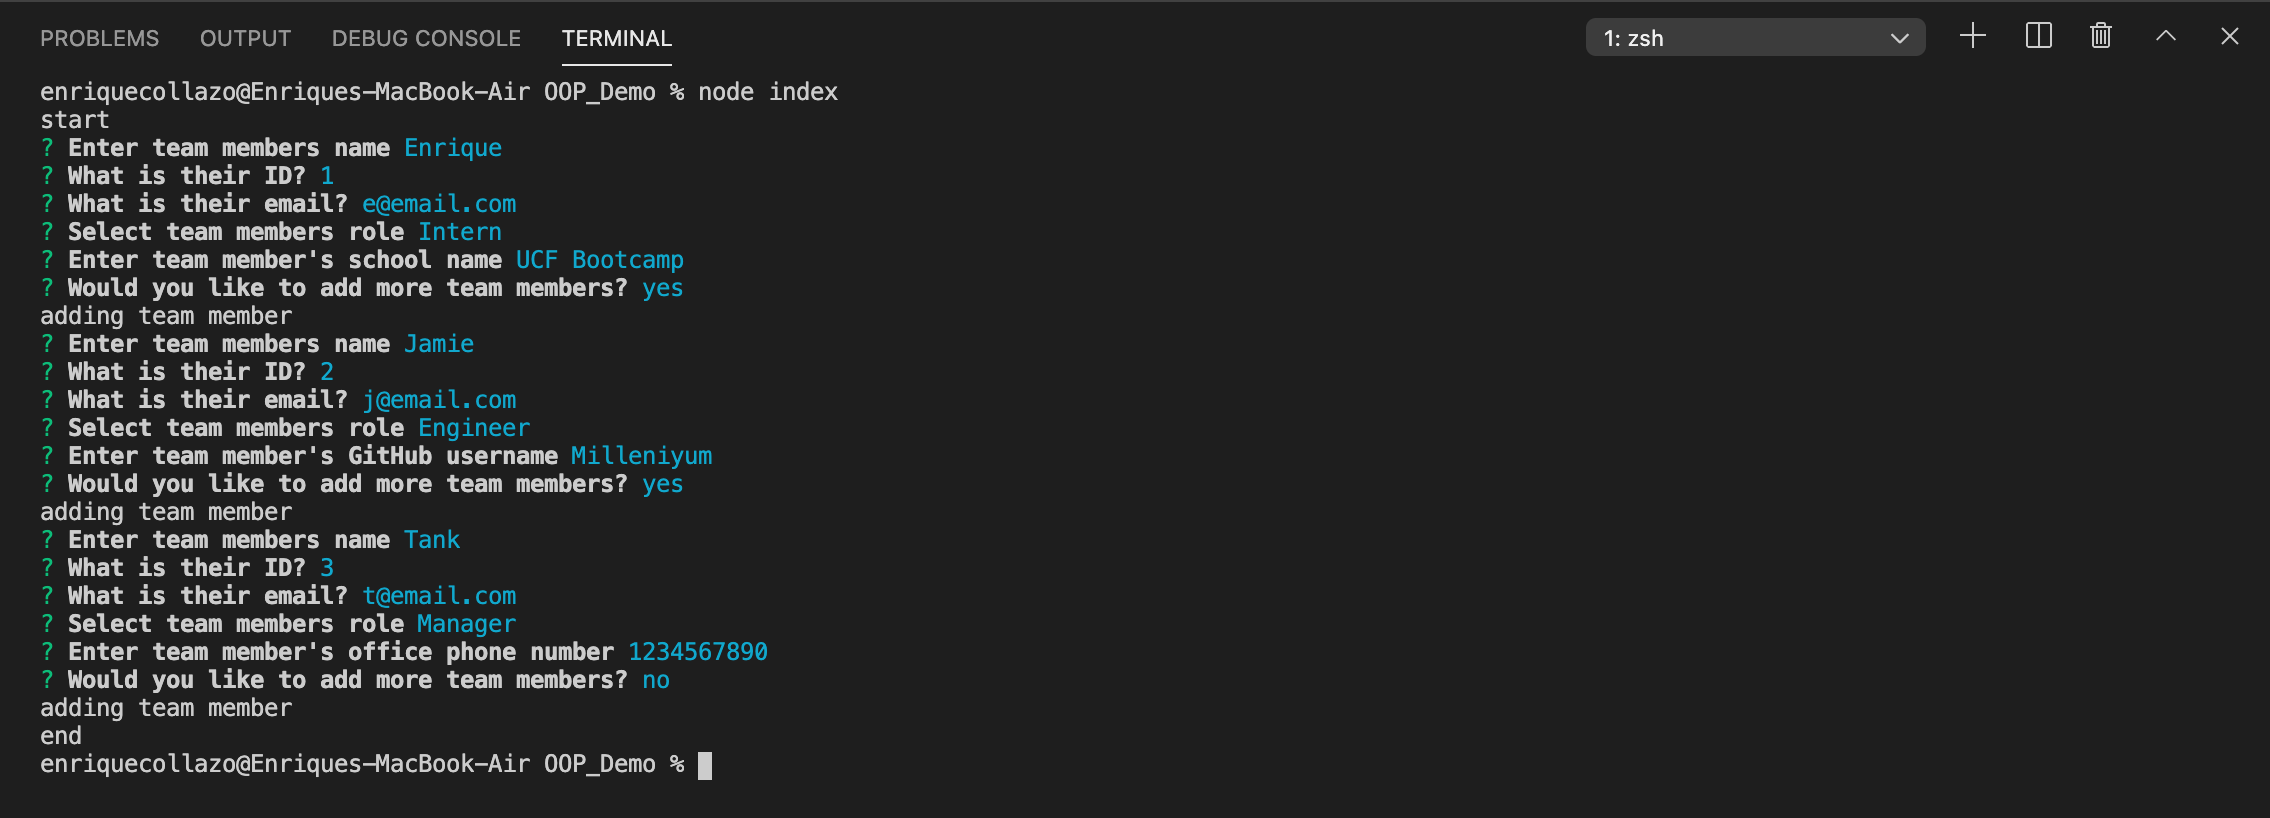 PROBLEMS OUTPUT DEBUG CONSOLE TERMINAL 1: zsh
enriquecollazo@Enriques-MacBook-Air OOP_Demo % node index
start
? Enter team members name Enrique
? What is their ID? 1
? What is their email? e@email.com
? Select team members role Intern
? Enter team member's school name UCF Bootcamp
? Would you like to add more team members? yes
adding team member
? Enter team members name Jamie
? What is their ID? 2
? What is their email? j@email.com
? Select team members role Engineer
? Enter team member's GitHub username Milleniyum
? Would you like to add more team members? yes
adding team member
? Enter team members name Tank
? What is their ID? 3
? What is their email? t@email.com
? Select team members role Manager
? Enter team member's office phone number 1234567890
? Would you like to add more team members? no
adding team member
end
enriquecollazo@Enriques-MacBook-Air OOP_Demo %